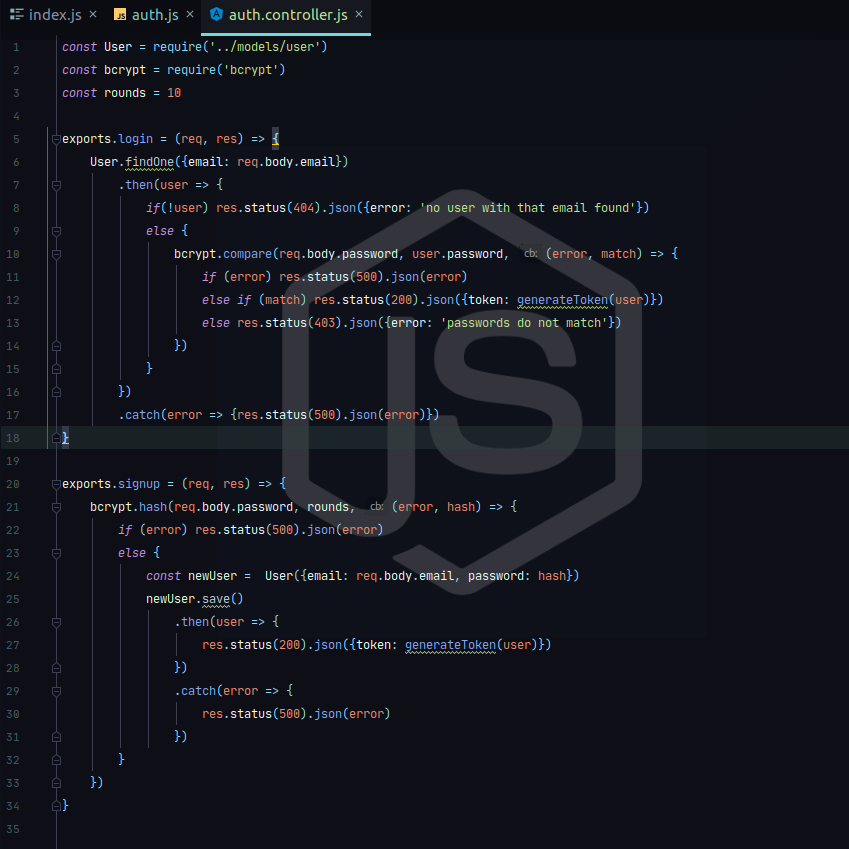 index.js × JS auth.js × A auth.controller.js ×
1 const User = require('../models/user')
2 const bcrypt = require('bcrypt')
3 const rounds = 10
4
5 exports.login = (req, res) => {
6 User.findOne({email: req.body.email})
7 .then(user => {
8 if(!user) res.status(404).json({error: 'no user with that email found'})
9 else {
10 bcrypt.compare(req.body.password, user.password, cb: (error, match) => {
11 if (error) res.status(500).json(error)
12 else if (match) res.status(200).json({token: generateToken(user)})
13 else res.status(403).json({error: 'passwords do not match'})
14 })
15 }
16 })
17 .catch(error => {res.status(500).json(error)})
18 }
19
20 exports.signup = (req, res) => {
21 bcrypt.hash(req.body.password, rounds, cb: (error, hash) => {
22 if (error) res.status(500).json(error)
23 else {
24 const newUser = User({email: req.body.email, password: hash})
25 newUser.save()
26 .then(user => {
27 res.status(200).json({token: generateToken(user)})
28 })
29 .catch(error => {
30 res.status(500).json(error)
31 })
32 }
33 })
34 }
35
JS